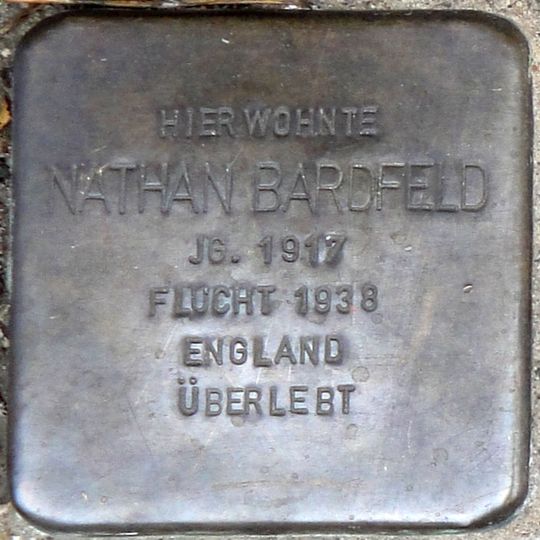 HIER WOHNTE
NATHAN BARDFELD
JG. 1917
FLUCHT 1938
ENGLAND
ÜBERLEBT